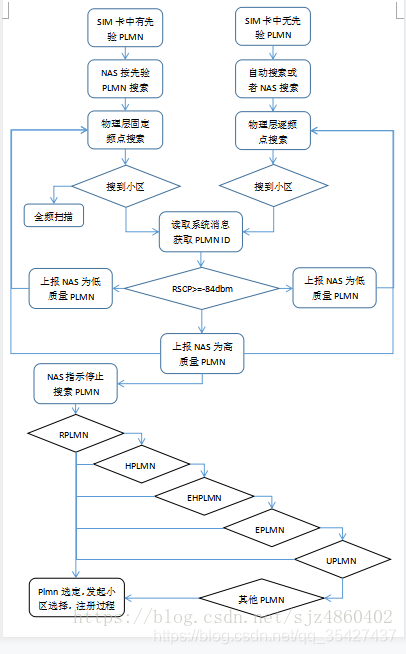 SIM 卡中有先
验 PLMN
SIM 卡中无先
验 PLMN
NAS 按先验
PLMN 搜索
自动搜索或
者 NAS 搜索
物理层固定
频点搜索
物理层逐频
点搜索
搜到小区
搜到小区
全频扫描
读取系统消息
获取 PLMN ID
上报 NAS 为低
质量 PLMN
RSCP>=-84dbm
上报 NAS 为低
质量 PLMN
上报 NAS 为高
质量 PLMN
NAS 指示停止
搜索 PLMN
RPLMN
HPLMN
EHPLMN
EPLMN
UPLMN
其他 PLMN
Plmn 选定,发起小
区选择，注册过程
https://blog.csdn.net/sjz4860402
https://blog.csdn.net/qq_35427437